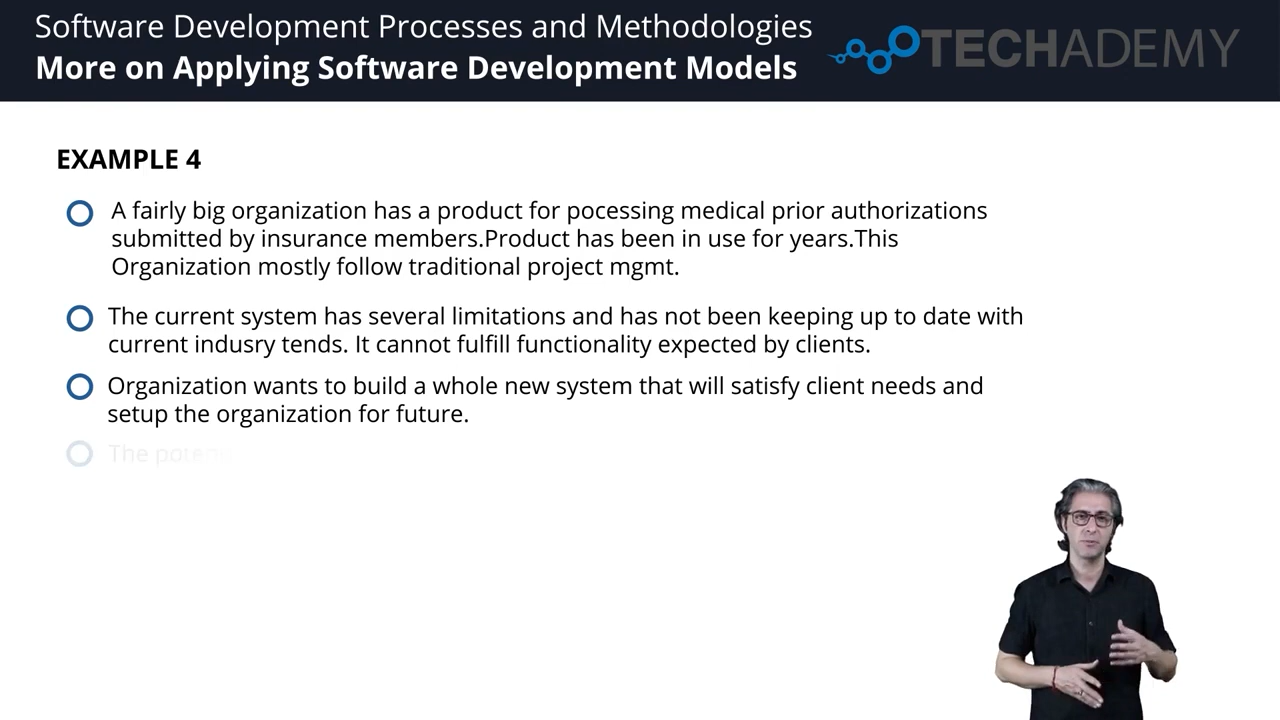 Software Development Processes and Methodologies
More on Applying Software Development Models
TECHADEMY
EXAMPLE 4
A fairly big organization has a product for pocessing medical prior authorizations
submitted by insurance members.Product has been in use for years.This
Organization mostly follow traditional project mgmt.
The current system has several limitations and has not been keeping up to date with
current indusry tends. It cannot fulfill functionality expected by clients.
Organization wants to build a whole new system that will satisfy client needs and
setup the organization for future.
The